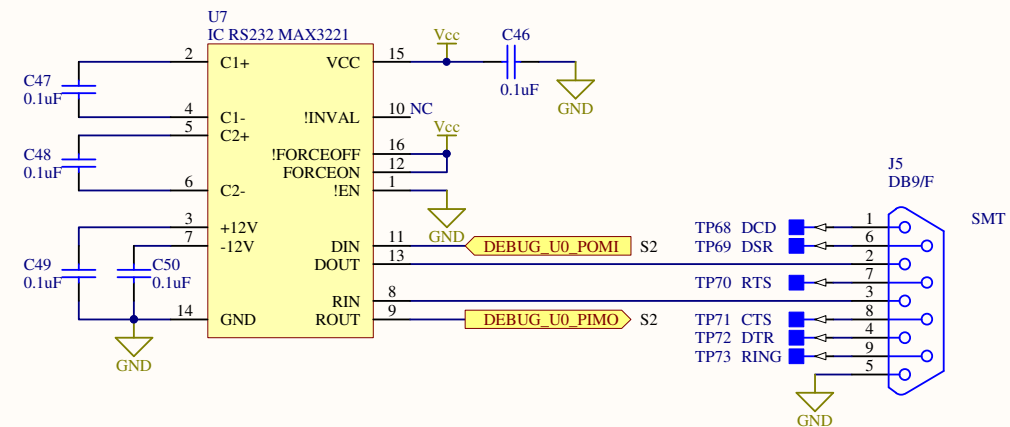 U7
IC RS232 MAX3221
Vcc
C46
2
C1+
VCC
15
C47
0.1uF
0.1uF
GND
4
C1-
!INVAL
10
NC
5
C2+
Vcc
!FORCEOFF
16
C48
0.1uF
FORCEON
12
J5
DB9/F
6
C2-
!EN
1
SMT
3
+12V
GND
TP68
DCD
1
7
-12V
DIN
11
DEBUG_U0_POMI
S2
TP69
DSR
6
C49
0.1uF
C50
0.1uF
DOUT
13
2
TP70
RTS
7
RIN
8
3
14
GND
ROUT
9
DEBUG_U0_PIMO
S2
TP71
CTS
8
TP72
DTR
4
TP73
RING
9
GND
5
GND